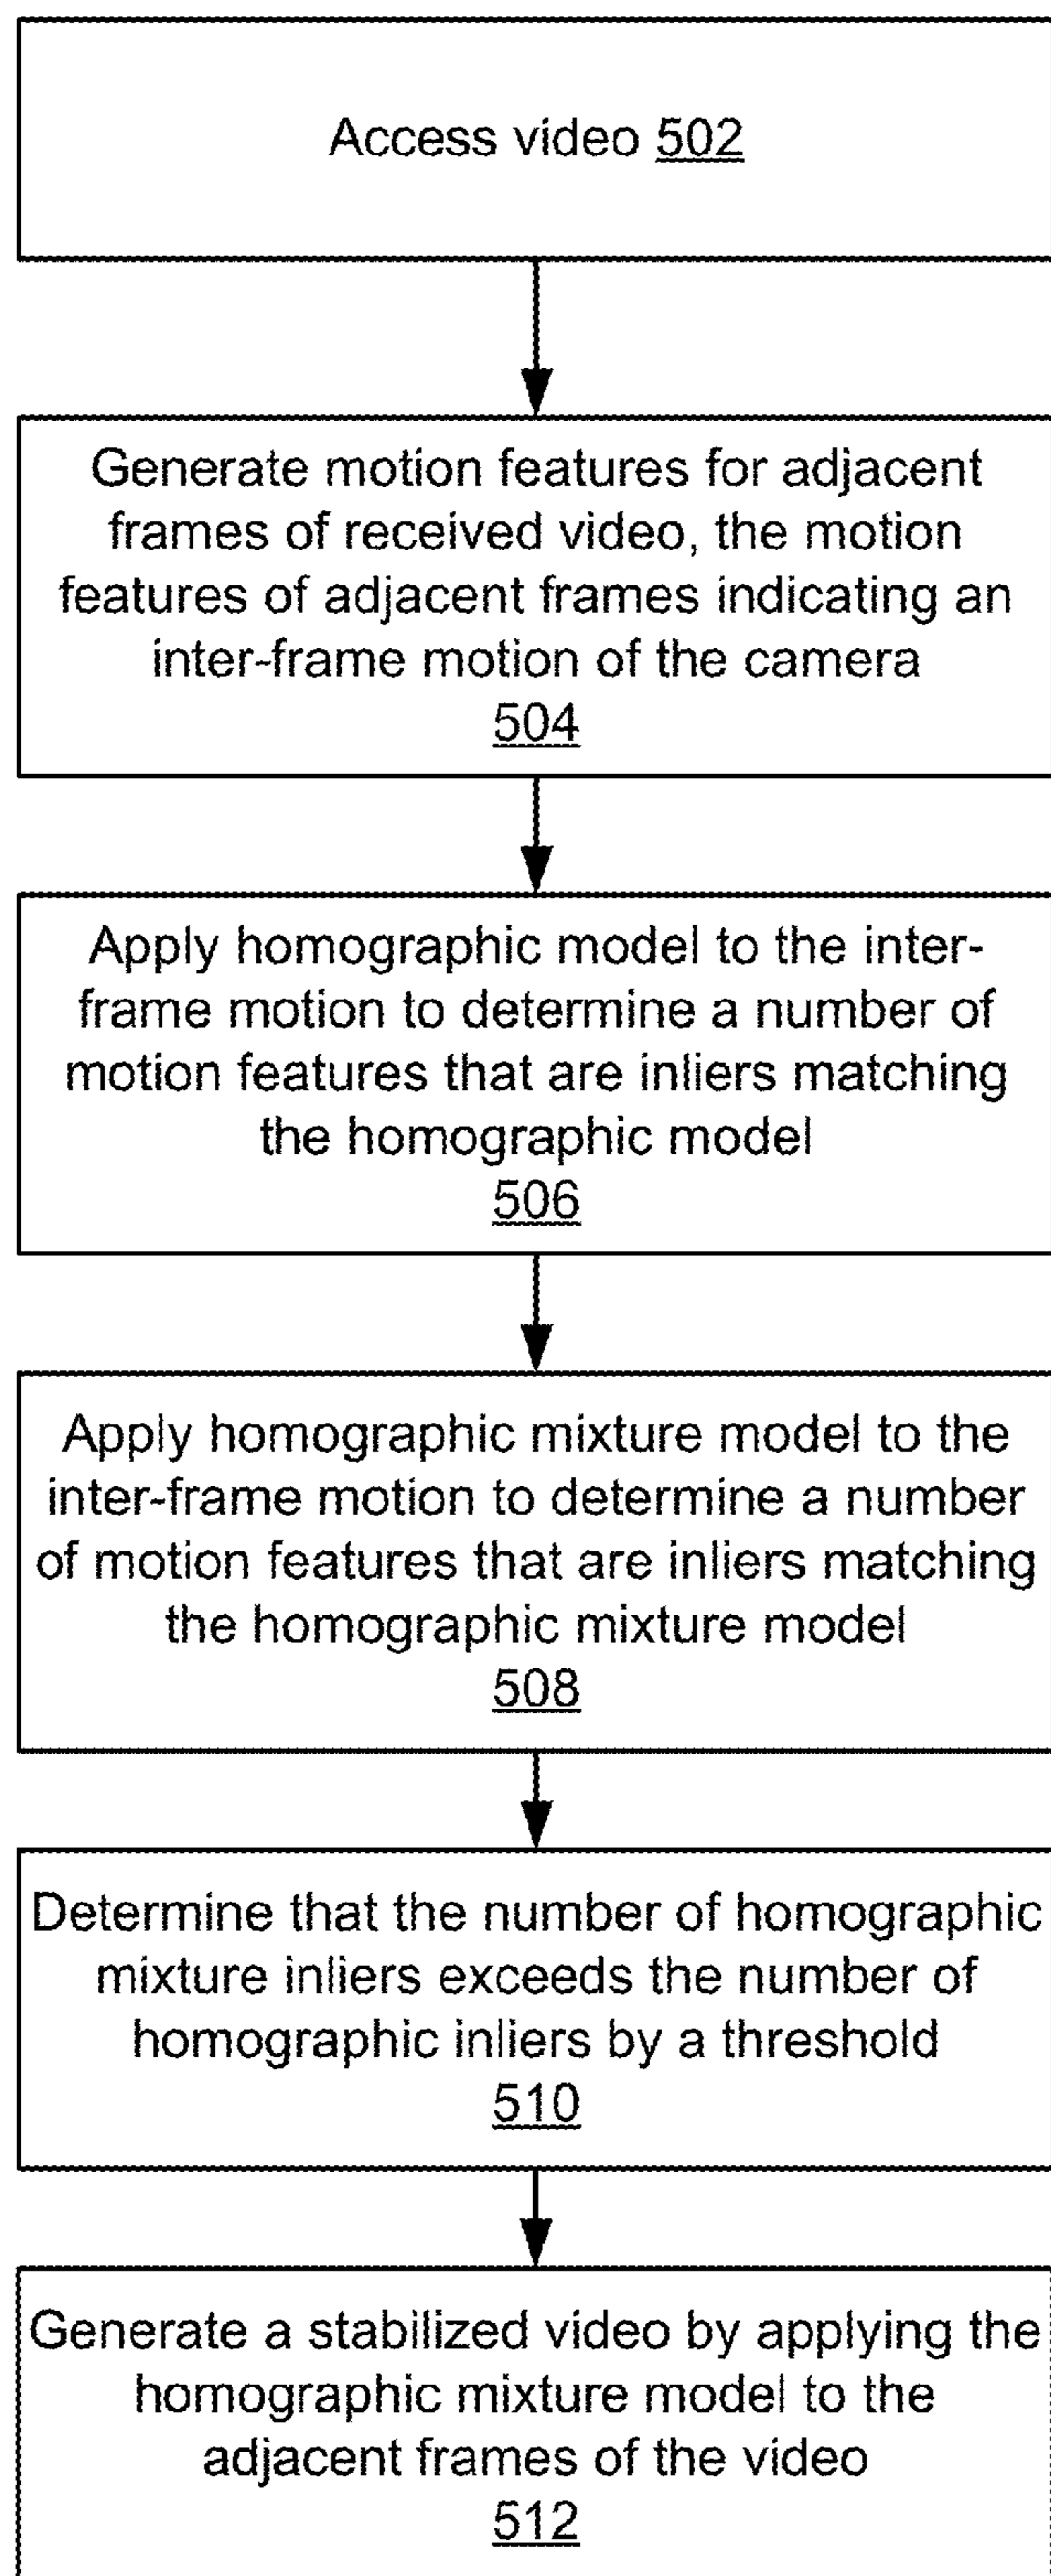 Access video 502
Generate motion features for adjacent
frames of received video, the motion
features of adjacent frames indicating an
inter-frame motion of the camera
504
Apply homographic model to the inter-
frame motion to determine a number of
motion features that are inliers matching
the homographic model
506
Apply homographic mixture model to the
inter-frame motion to determine a number
of motion features that are inliers matching
the homographic mixture model
508
Determine that the number of homographic
mixture inliers exceeds the number of
homographic inliers by a threshold
510
Generate a stabilized video by applying the
homographic mixture model to the
adjacent frames of the video
512